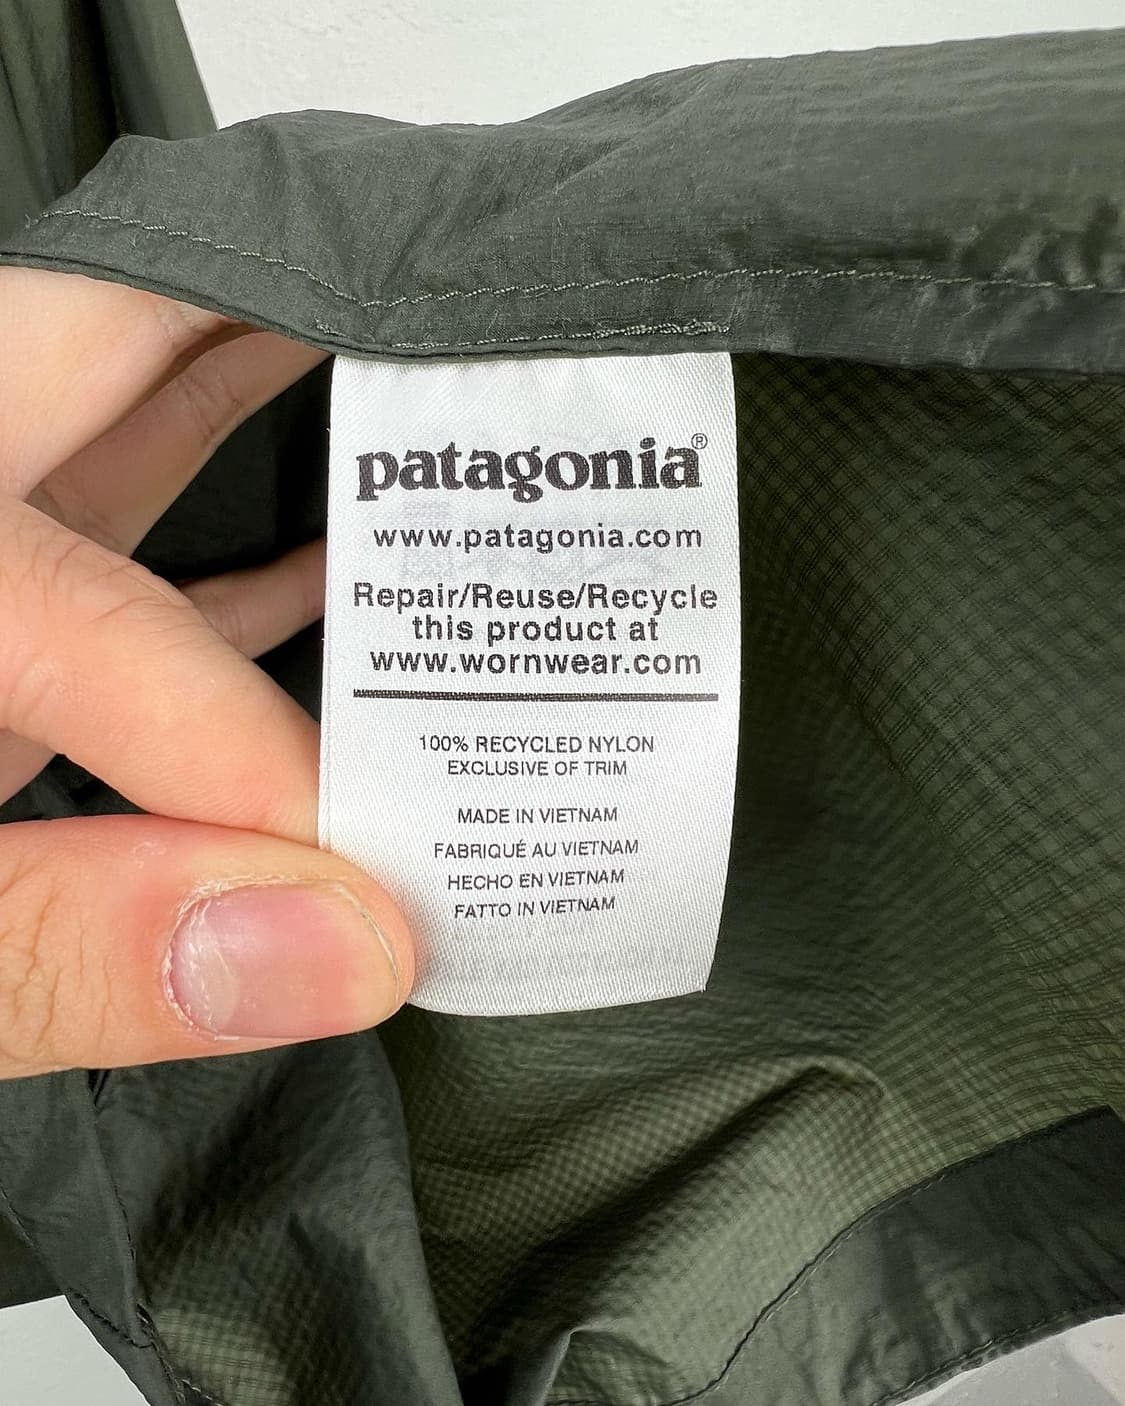 patagonia®
www.patagonia.com
Repair/Reuse/Recycle
this product at
www.wornwear.com
100% RECYCLED NYLON
EXCLUSIVE OF TRIM
MADE IN VIETNAM
FABRIQUÉ AU VIETNAM
HECHO EN VIETNAM
FATTO IN VIETNAM